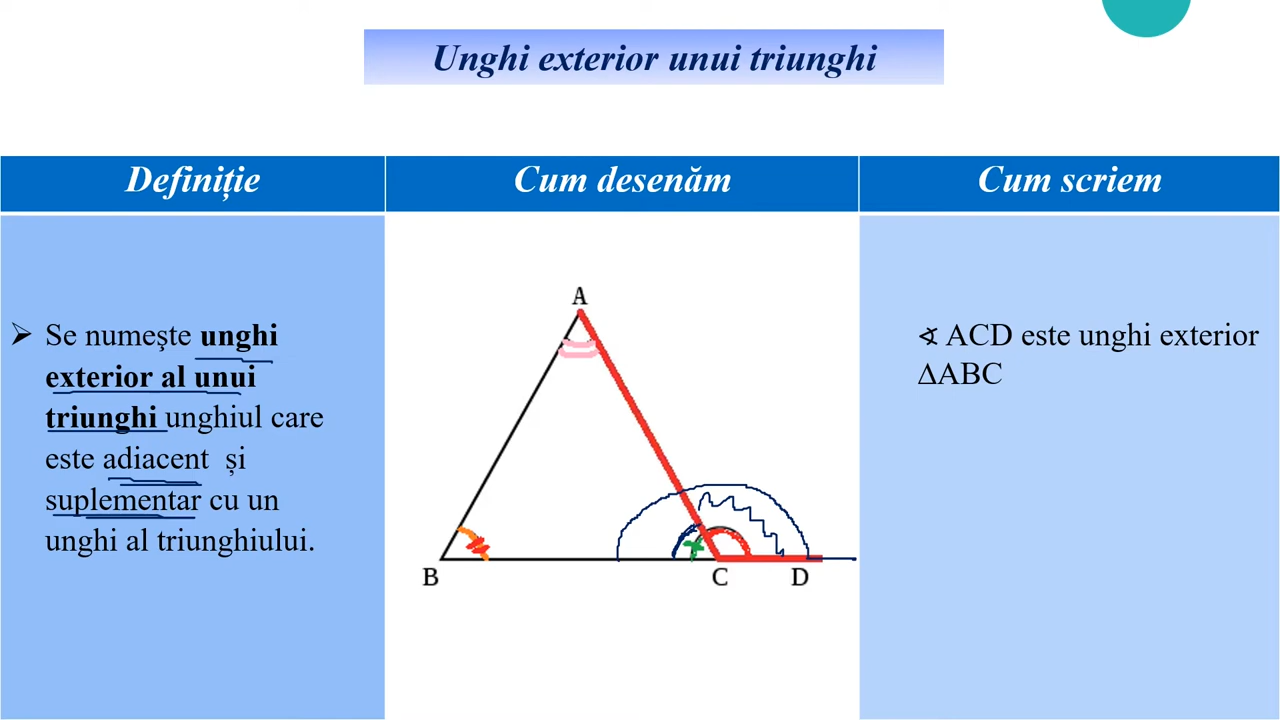 Unghi exterior unui triunghi
Definiție
Cum desenăm
Cum scriem
➢ Se numeşte unghi
exterior al unui
triunghi unghiul care
este adiacent și
suplementar cu un
unghi al triunghiului.
A
B
C
D
∢ ACD este unghi exterior
ΔABC